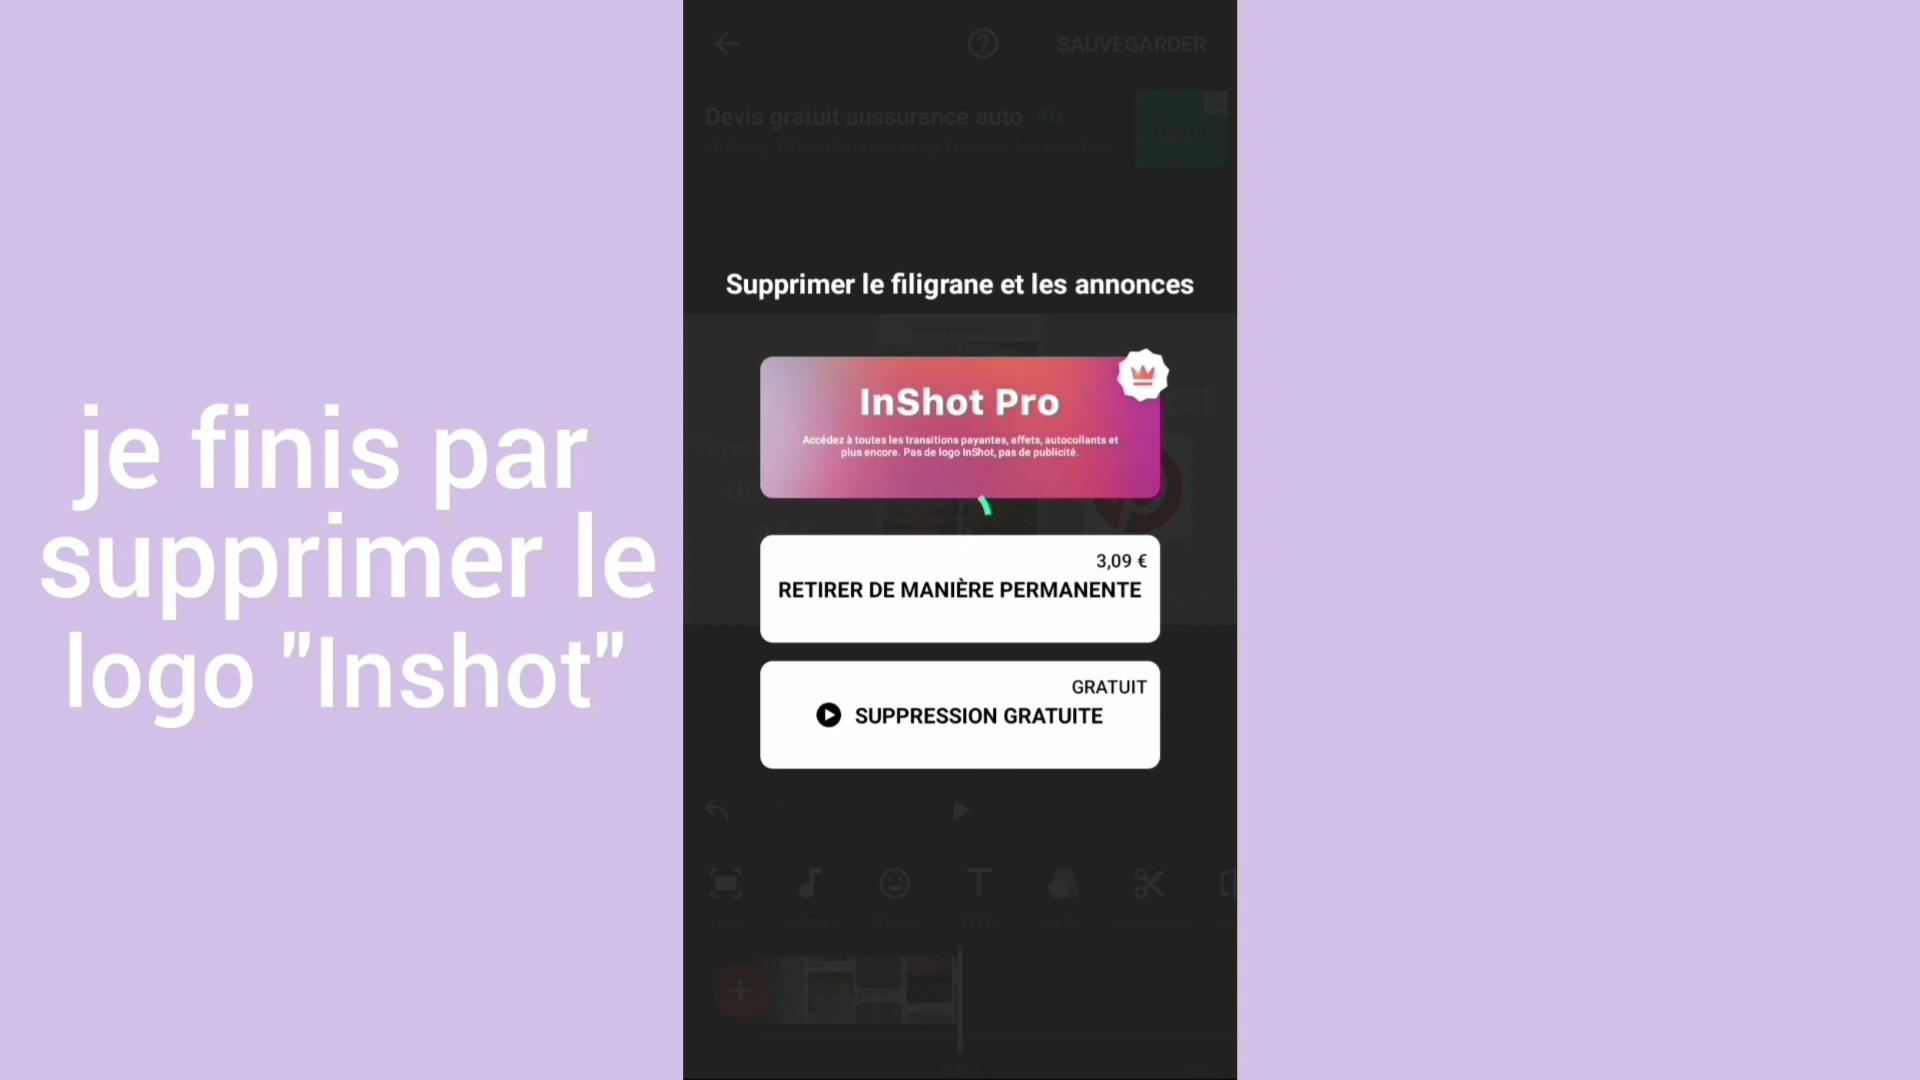 je finis par
supprimer le
logo "Inshot"
SAUVEGARDER
Devis gratuit aussurance auto AD
Ouvrir
Supprimer le filigrane et les annonces
InShot Pro
Accédez à toutes les transitions payantes, effets, autocollants et
plus encore. Pas de logo InShot, pas de publicité.
3,09 €
RETIRER DE MANIÈRE PERMANENTE
GRATUIT
SUPPRESSION GRATUITE